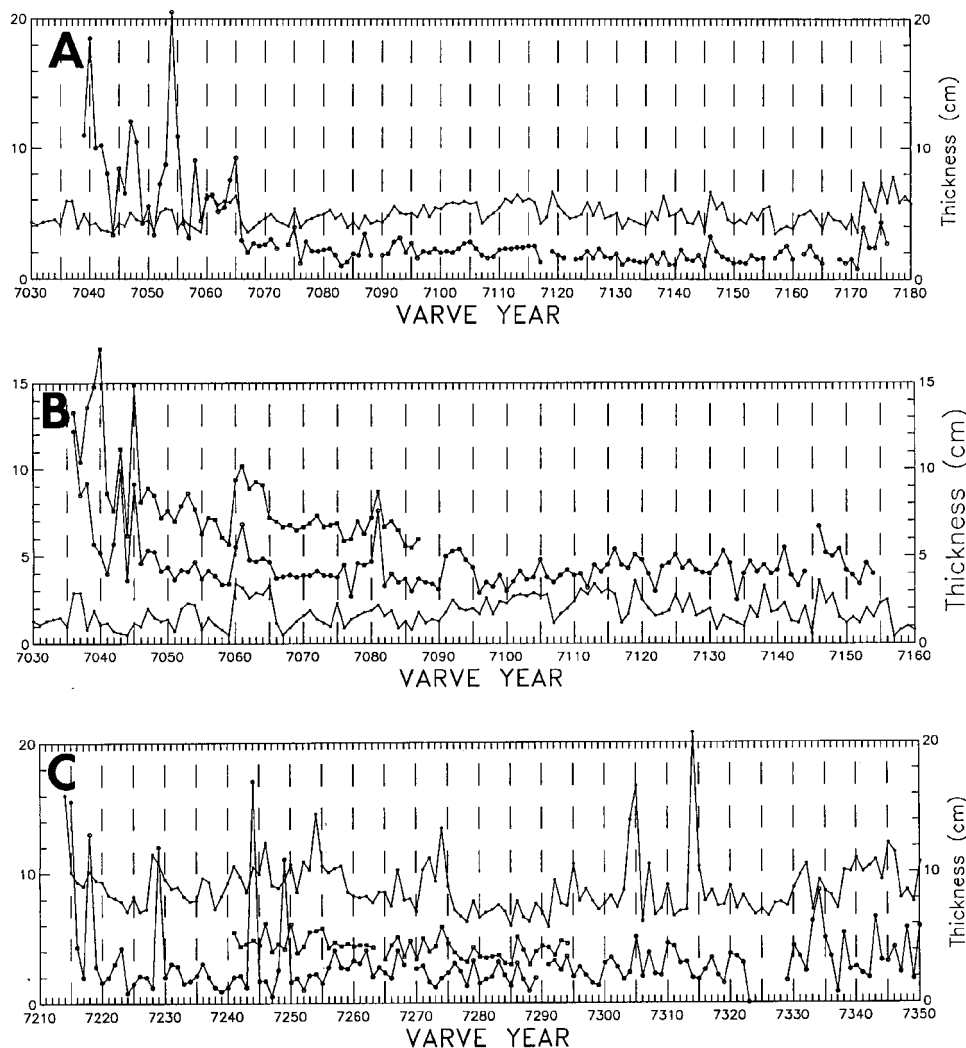 A
20 20
10 10
0 0
Thickness (cm)
7030 7040 7050 7060 7070 7080 7090 7100 7110 7120 7130 7140 7150 7160 7170 7180
VARVE YEAR
B
15 15
10 10
5 5
0 0
Thickness (cm)
7030 7040 7050 7060 7070 7080 7090 7100 7110 7120 7130 7140 7150 7160
VARVE YEAR
C
20 20
10 10
0 0
Thickness (cm)
7210 7220 7230 7240 7250 7260 7270 7280 7290 7300 7310 7320 7330 7340 7350
VARVE YEAR